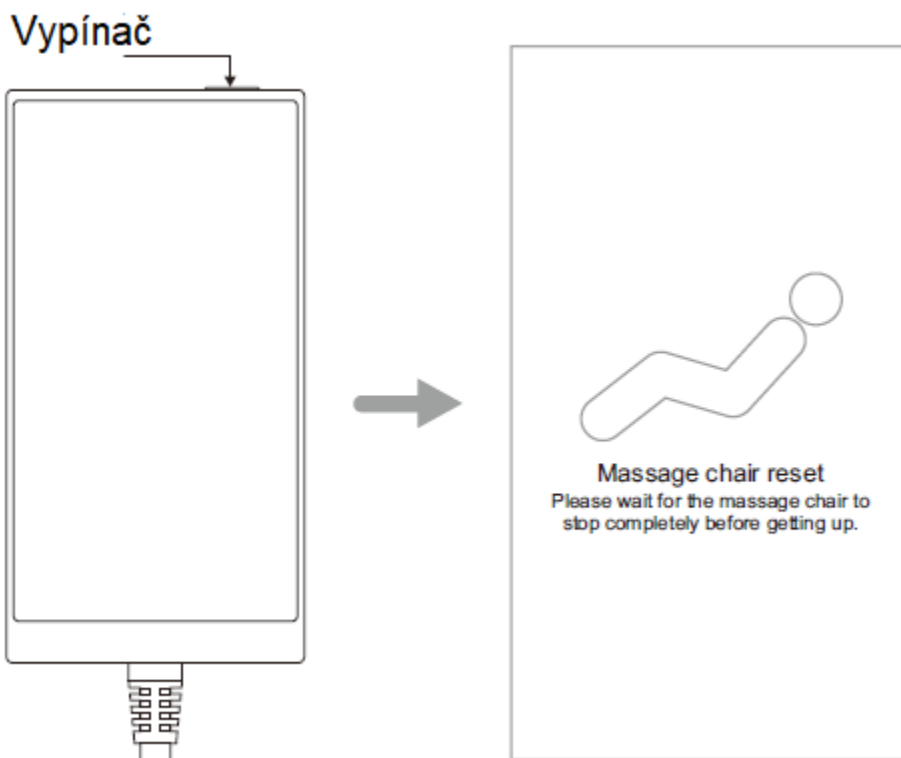 Vypínač
Massage chair reset
Please wait for the massage chair to
stop completely before getting up.